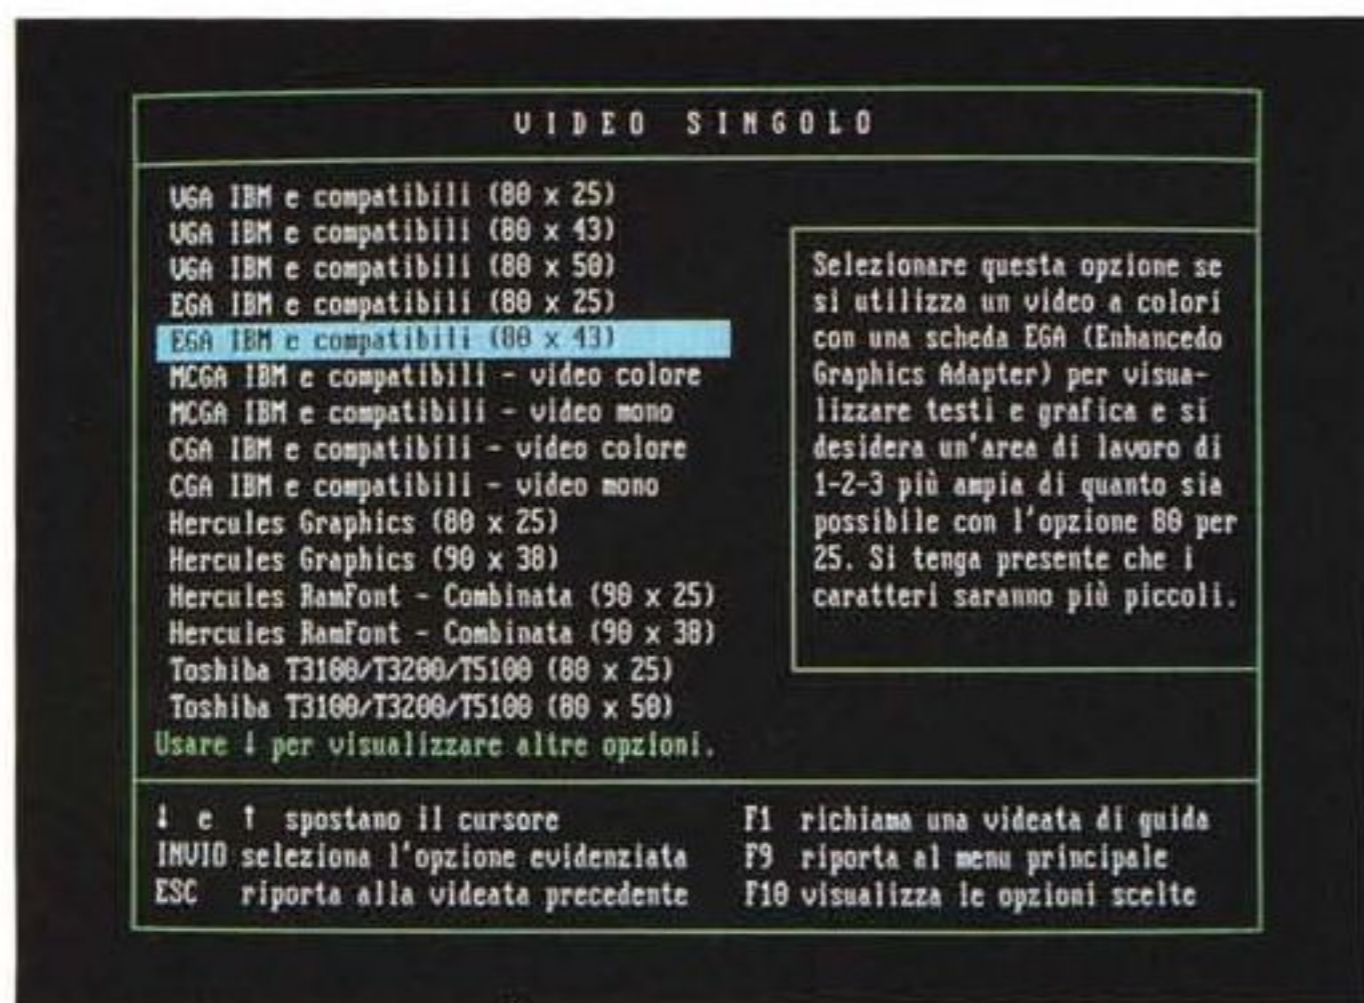 VIDEO SINGOLO
VGA IBM e compatibili (80 x 25)
VGA IBM e compatibili (80 x 43)
VGA IBM e compatibili (80 x 50)
EGA IBM e compatibili (80 x 25)
EGA IBM e compatibili (80 x 43)
MCGA IBM e compatibili - video colore
MCGA IBM e compatibili - video mono
CGA IBM e compatibili - video colore
CGA IBM e compatibili - video mono
Hercules Graphics (80 x 25)
Hercules Graphics (90 x 38)
Hercules RamFont - Combinata (90 x 25)
Hercules RamFont - Combinata (90 x 38)
Toshiba T3100/T3200/T5100 (80 x 25)
Toshiba T3100/T3200/T5100 (80 x 50)
Usare ↓ per visualizzare altre opzioni.
Selezionare questa opzione se
si utilizza un video a colori
con una scheda EGA (Enhancedo
Graphics Adapter) per visua-
lizzare testi e grafica e si
desidera un'area di lavoro di
1-2-3 più ampia di quanto sia
possibile con l'opzione 80 per
25. Si tenga presente che i
caratteri saranno più piccoli.
↓ e ↑ spostano il cursore
INVIO seleziona l'opzione evidenziata
ESC riporta alla videata precedente
F1 richiama una videata di guida
F9 riporta al menu principale
F10 visualizza le opzioni scelte